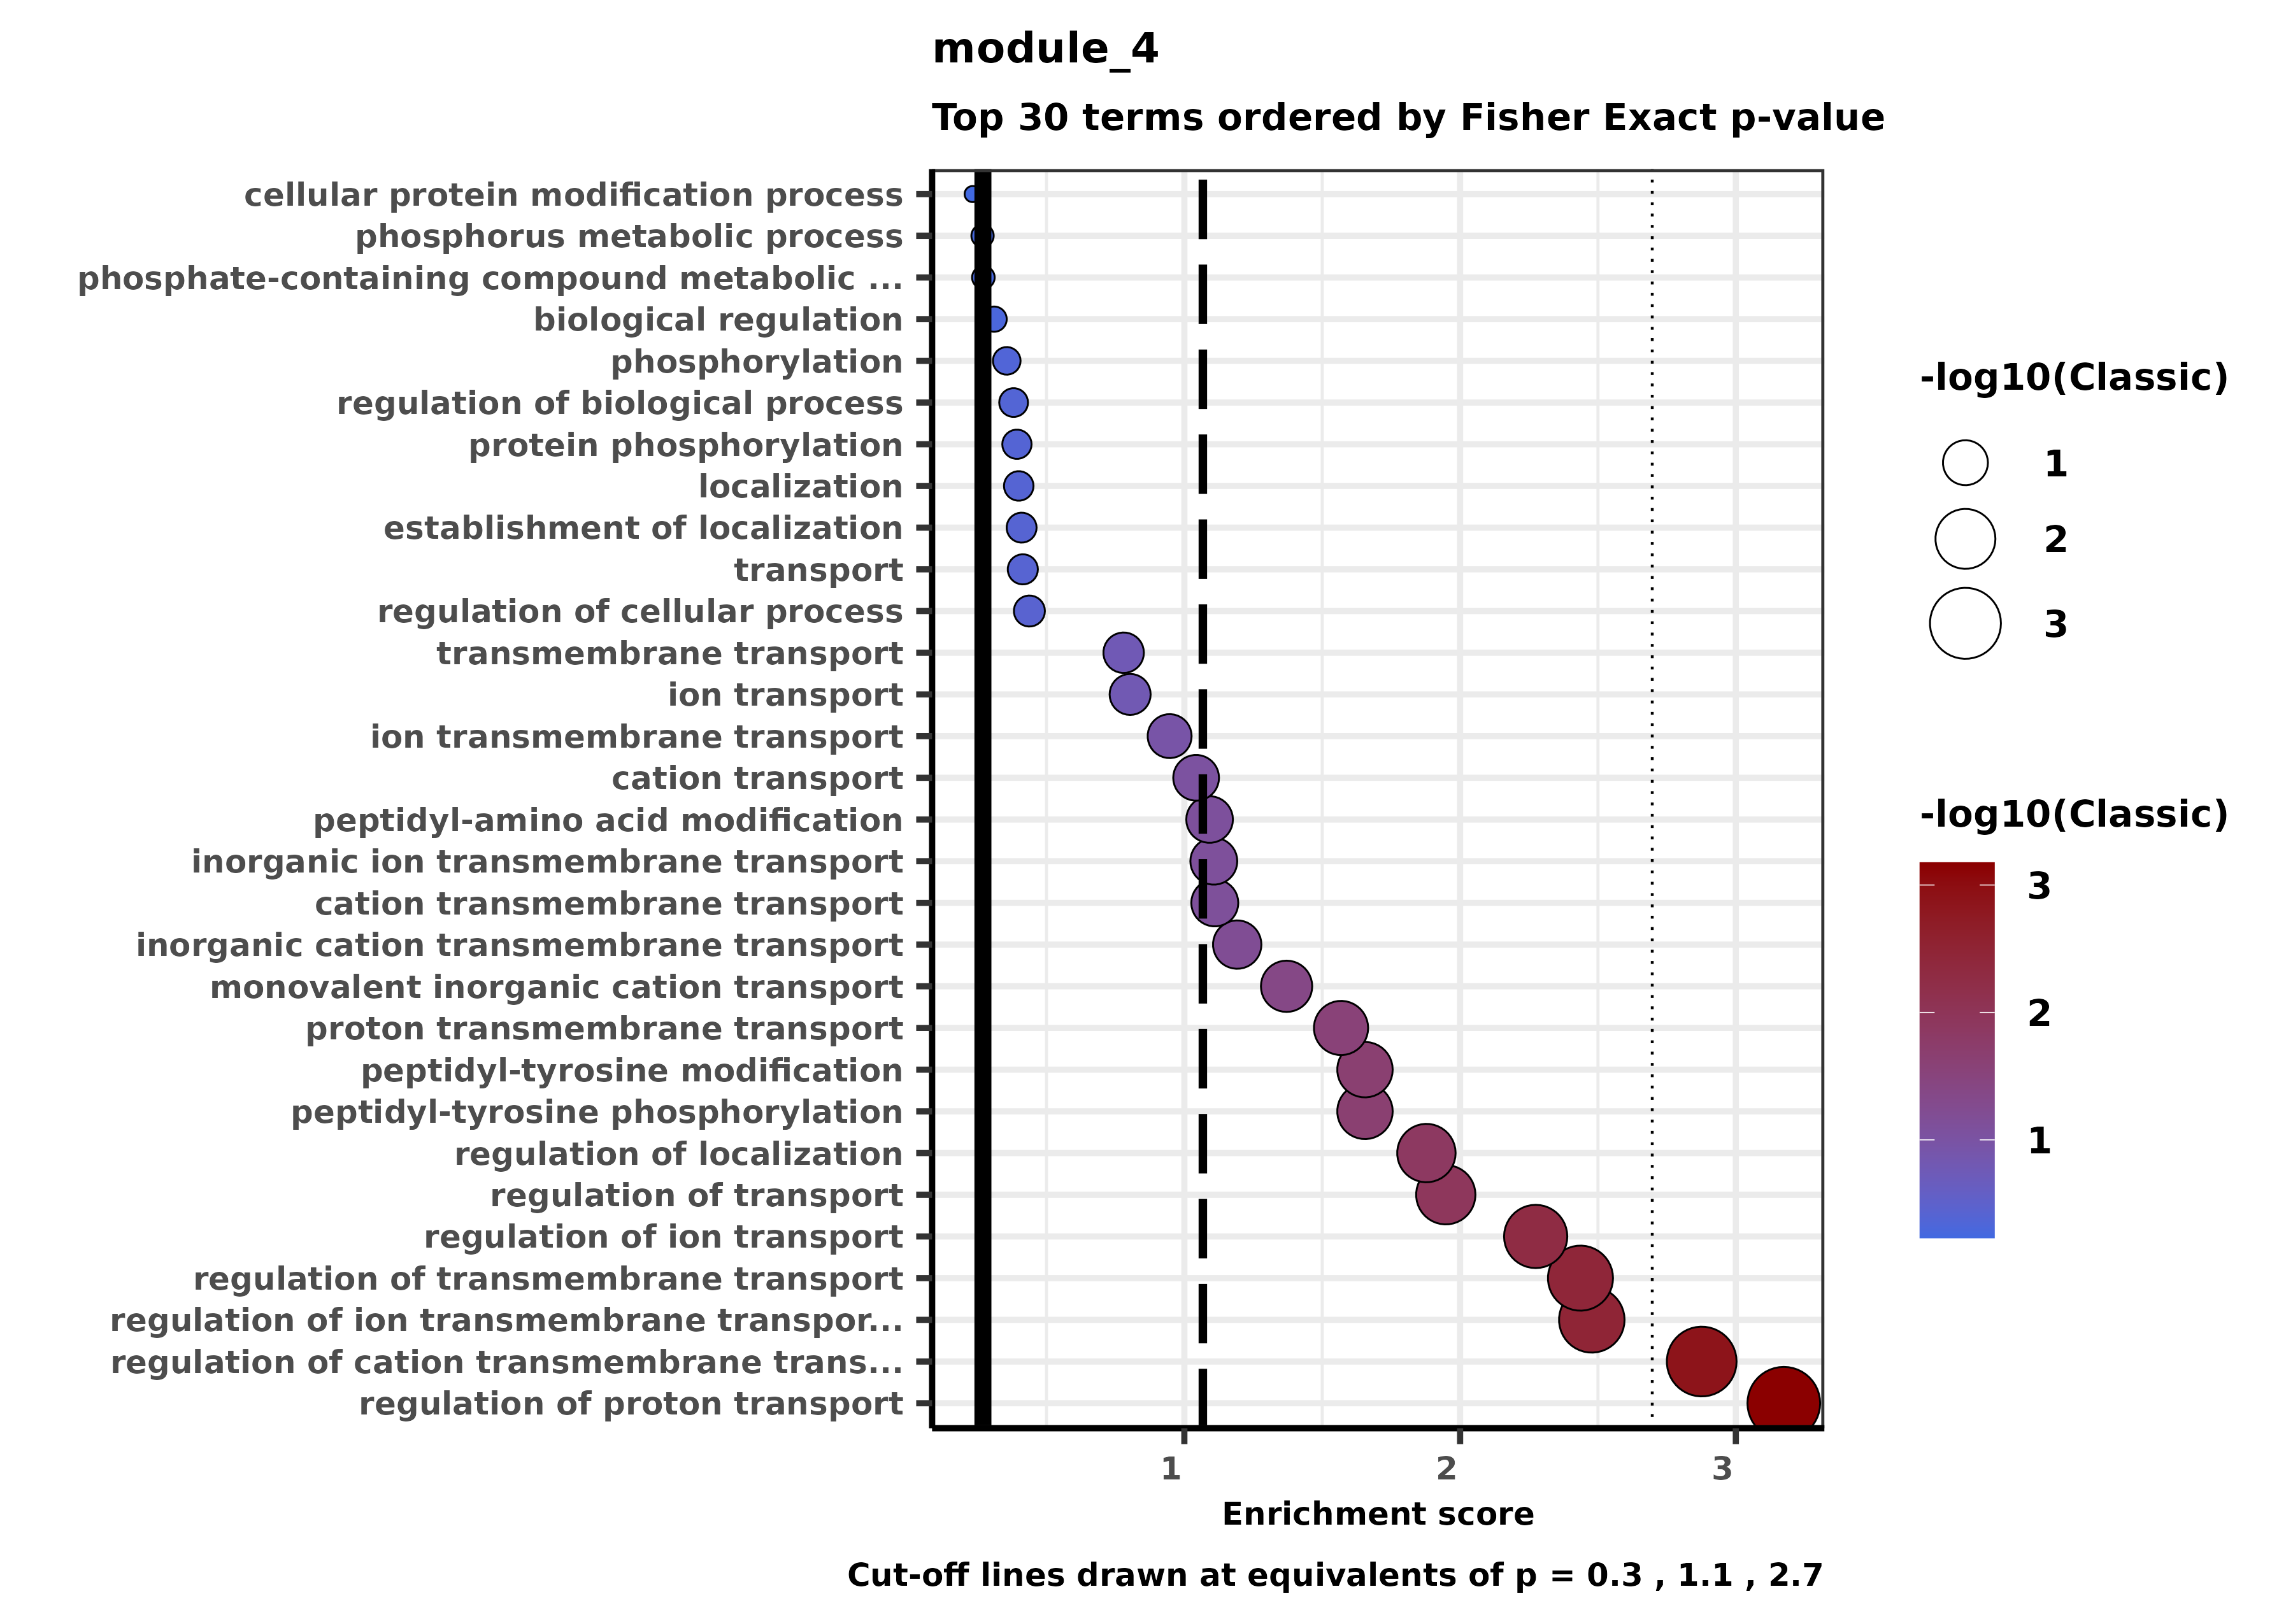 module_4
Top 30 terms ordered by Fisher Exact p-value
cellular protein modification process
phosphorus metabolic process
phosphate-containing compound metabolic ...
biological regulation
phosphorylation
regulation of biological process
protein phosphorylation
localization
establishment of localization
transport
regulation of cellular process
transmembrane transport
ion transport
ion transmembrane transport
cation transport
peptidyl-amino acid modification
inorganic ion transmembrane transport
cation transmembrane transport
inorganic cation transmembrane transport
monovalent inorganic cation transport
proton transmembrane transport
peptidyl-tyrosine modification
peptidyl-tyrosine phosphorylation
regulation of localization
regulation of transport
regulation of ion transport
regulation of transmembrane transport
regulation of ion transmembrane transpor...
regulation of cation transmembrane trans...
regulation of proton transport
1 2 3
Enrichment score
Cut-off lines drawn at equivalents of p = 0.3 , 1.1 , 2.7
-log10(Classic)
1
2
3
-log10(Classic)
3
2
1